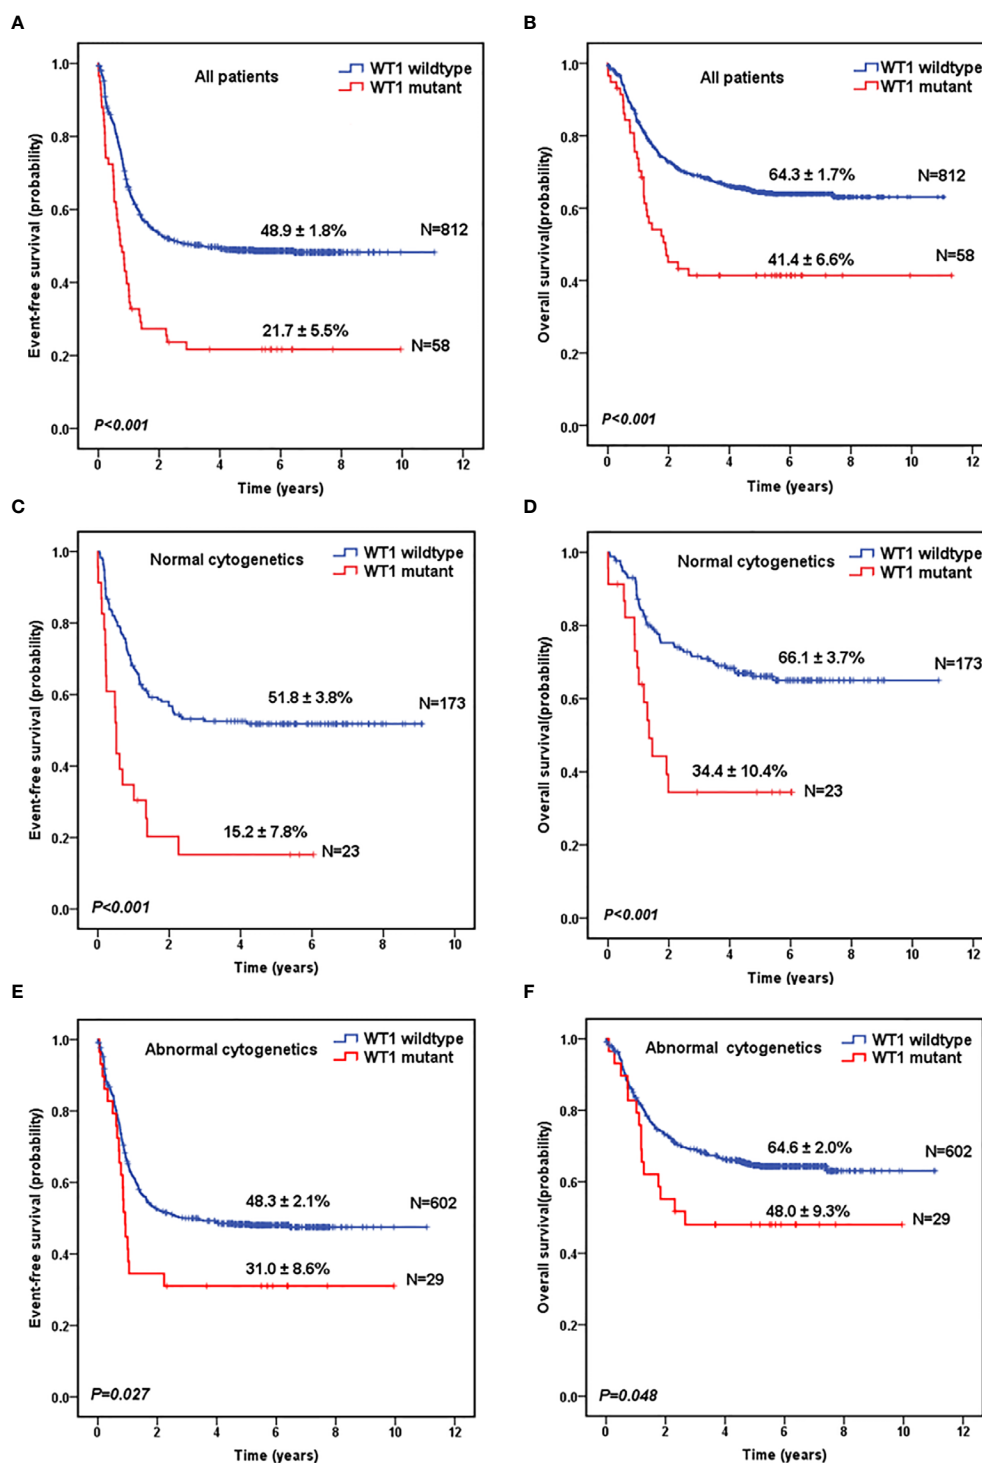 A
All patients
WT1 wildtype
WT1 mutant
Event-free survival (probability)
1.0
0.8
0.6
0.4
0.2
0.0
48.9 ± 1.8%
N=812
21.7 ± 5.5%
N=58
P<0.001
0 2 4 6 8 10 12
Time (years)
B
All patients
WT1 wildtype
WT1 mutant
Overall survival(probability)
1.0
0.8
0.6
0.4
0.2
0.0
64.3 ± 1.7%
N=812
41.4 ± 6.6%
N=58
P<0.001
0 2 4 6 8 10 12
Time (years)
C
Normal cytogenetics
WT1 wildtype
WT1 mutant
Event-free survival (probability)
1.0
0.8
0.6
0.4
0.2
0.0
51.8 ± 3.8%
N=173
15.2 ± 7.8%
N=23
P<0.001
0 2 4 6 8 10
Time (years)
D
Normal cytogenetics
WT1 wildtype
WT1 mutant
Overall survival(probability)
1.0
0.8
0.6
0.4
0.2
0.0
66.1 ± 3.7%
N=173
34.4 ± 10.4%
N=23
P<0.001
0 2 4 6 8 10 12
Time (years)
E
Abnormal cytogenetics
WT1 wildtype
WT1 mutant
Event-free survival (probability)
1.0
0.8
0.6
0.4
0.2
0.0
48.3 ± 2.1%
N=602
31.0 ± 8.6%
N=29
P=0.027
0 2 4 6 8 10
Time (years)
F
Abnormal cytogenetics
WT1 wildtype
WT1 mutant
Overall survival(probability)
1.0
0.8
0.6
0.4
0.2
0.0
64.6 ± 2.0%
N=602
48.0 ± 9.3%
N=29
P=0.048
0 2 4 6 8 10 12
Time (years)